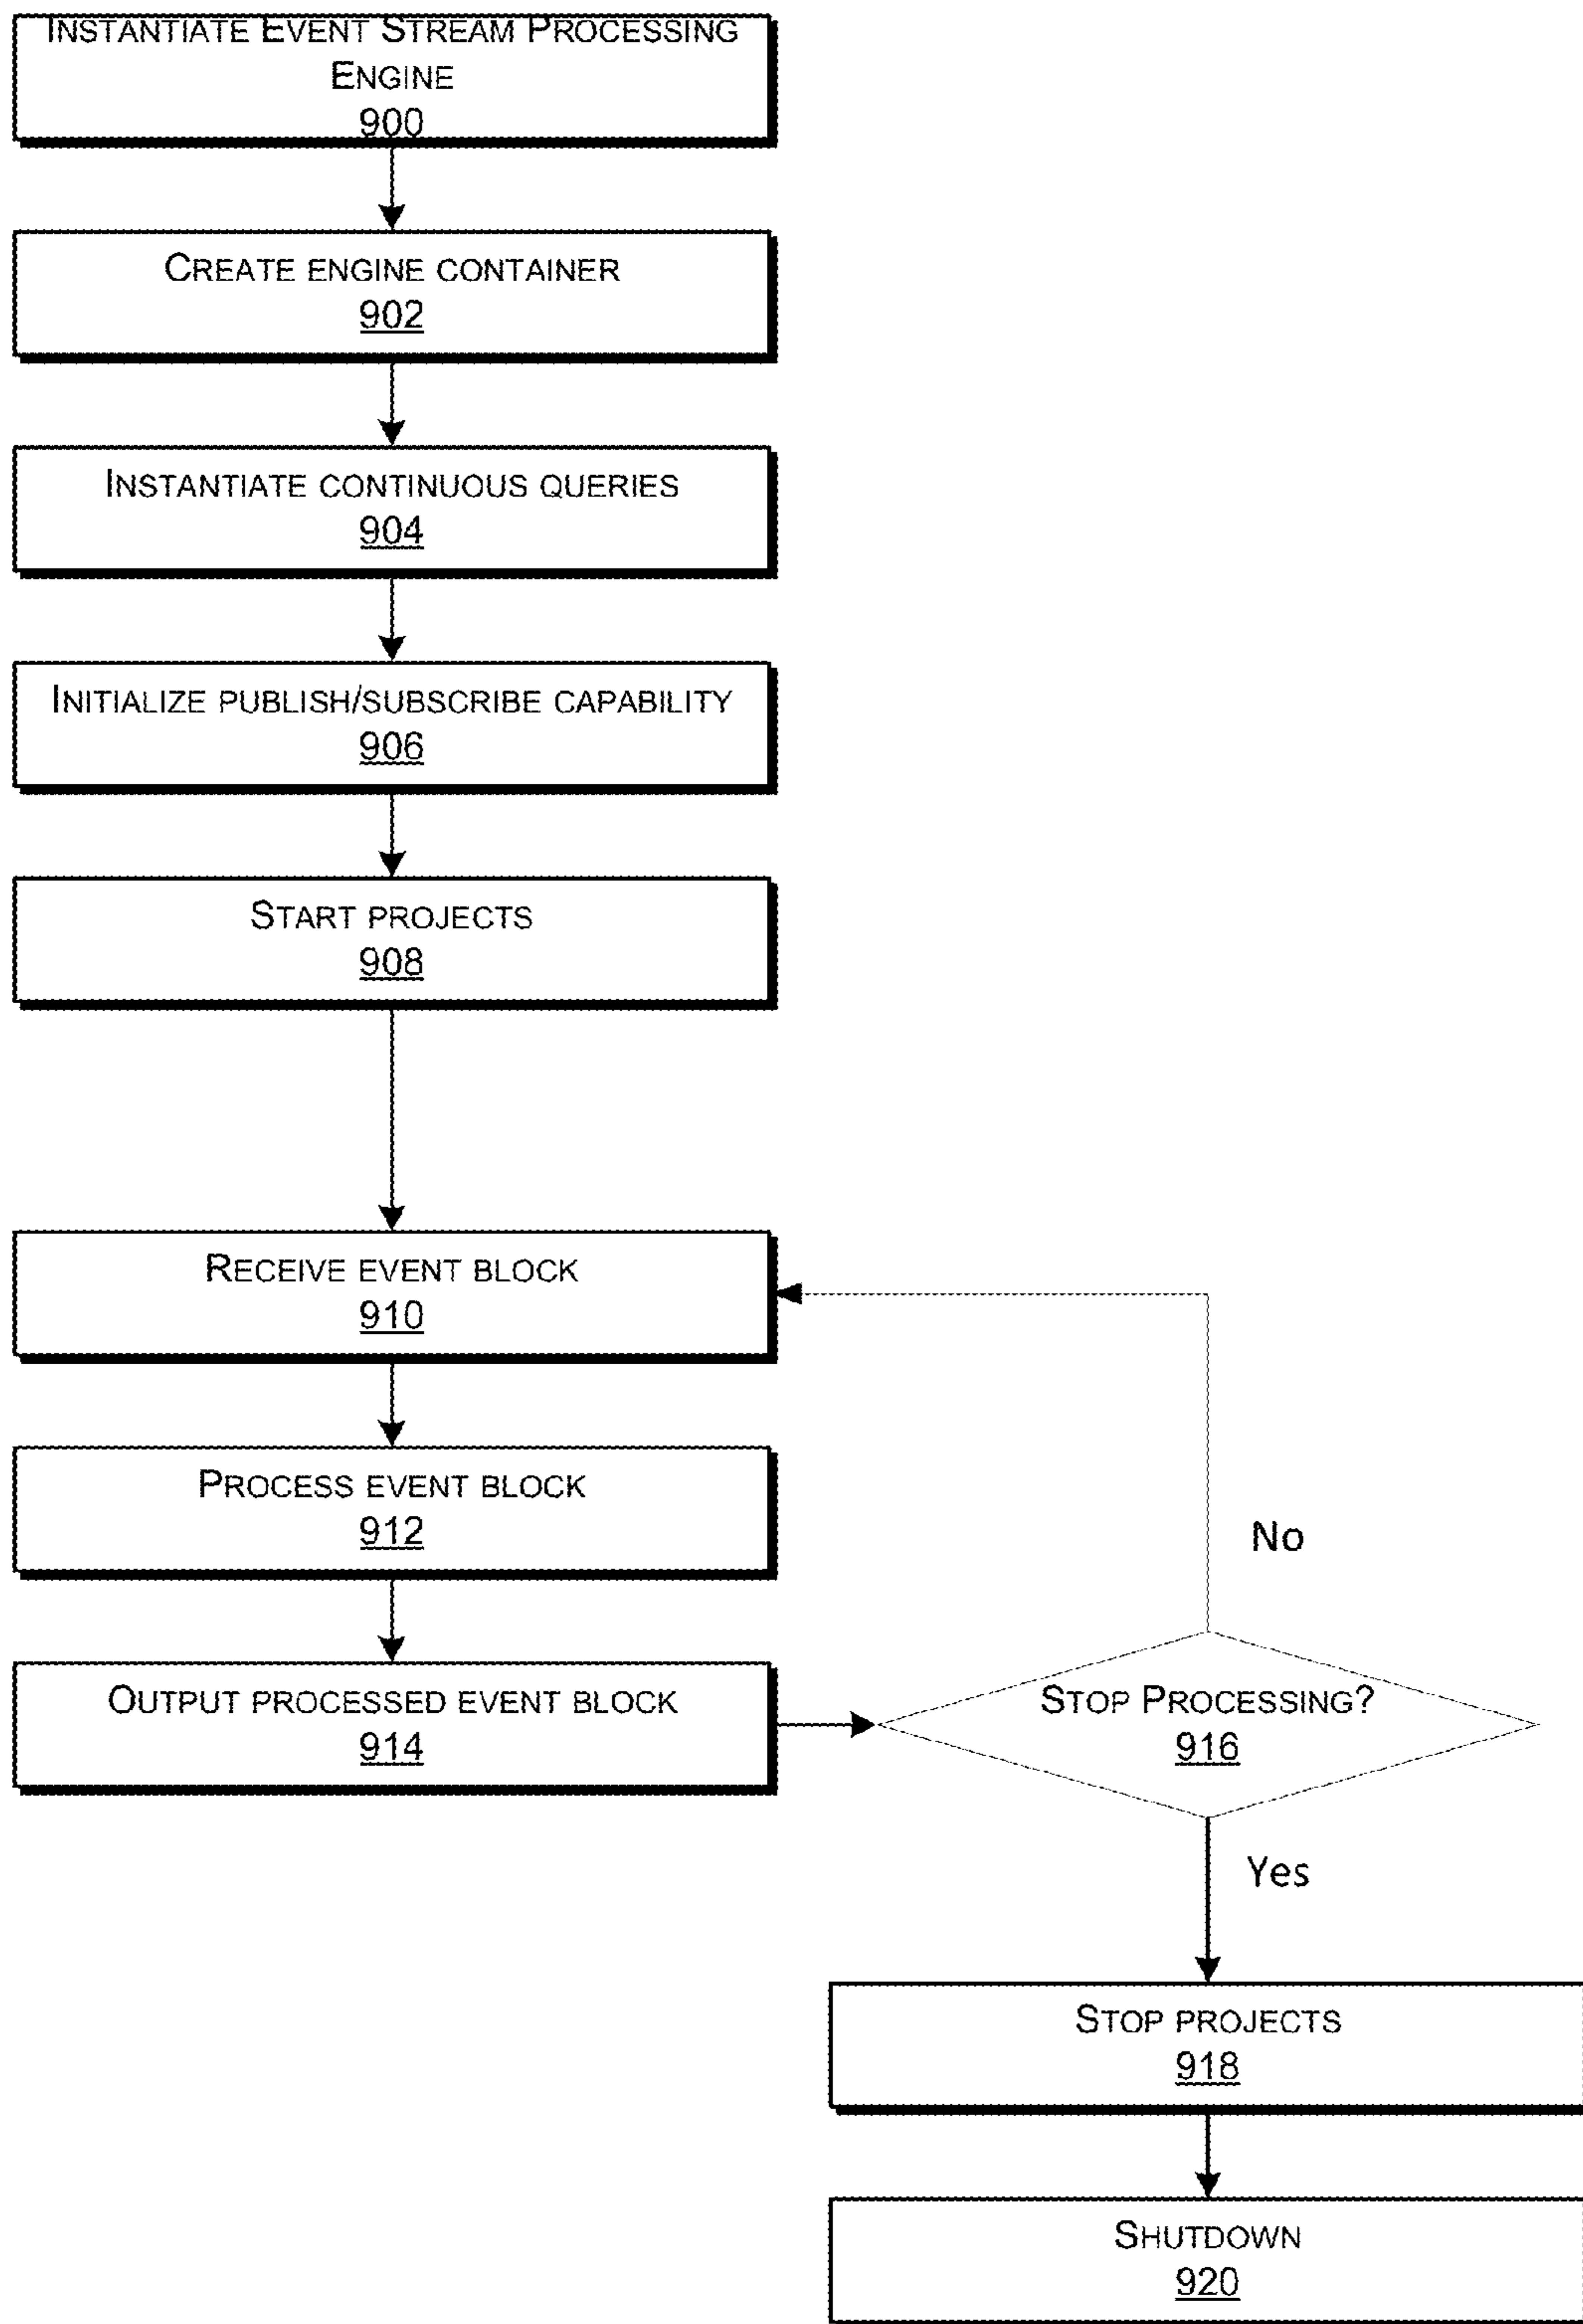 INSTANTIATE EVENT STREAM PROCESSING
ENGINE
900
CREATE ENGINE CONTAINER
902
INSTANTIATE CONTINUOUS QUERIES
904
INITIALIZE PUBLISH/SUBSCRIBE CAPABILITY
906
START PROJECTS
908
RECEIVE EVENT BLOCK
910
PROCESS EVENT BLOCK
912
No
OUTPUT PROCESSED EVENT BLOCK
914
STOP PROCESSING?
916
Yes
STOP PROJECTS
918
SHUTDOWN
920